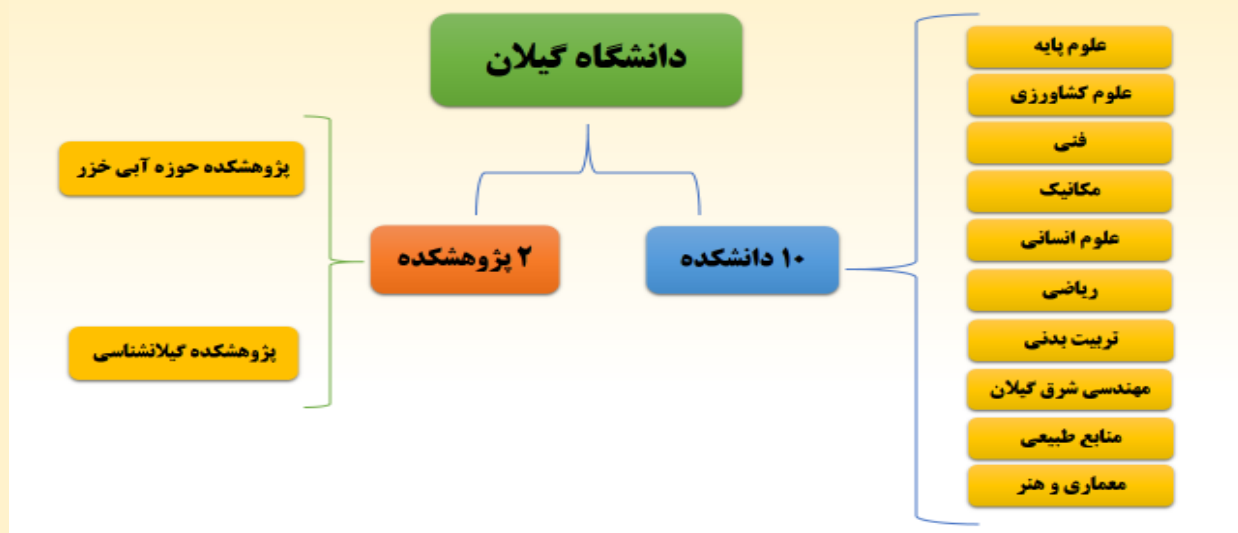 دانشگاه گیلان
۱۰ دانشکده
علوم پایه
علوم کشاورزی
فنی
مکانیک
علوم انسانی
ریاضی
تربیت بدنی
مهندسی شرق گیلان
منابع طبیعی
معماری و هنر
۲ پژوهشکده
پژوهشکده حوزه آبی خزر
پژوهشکده گیلانشناسی